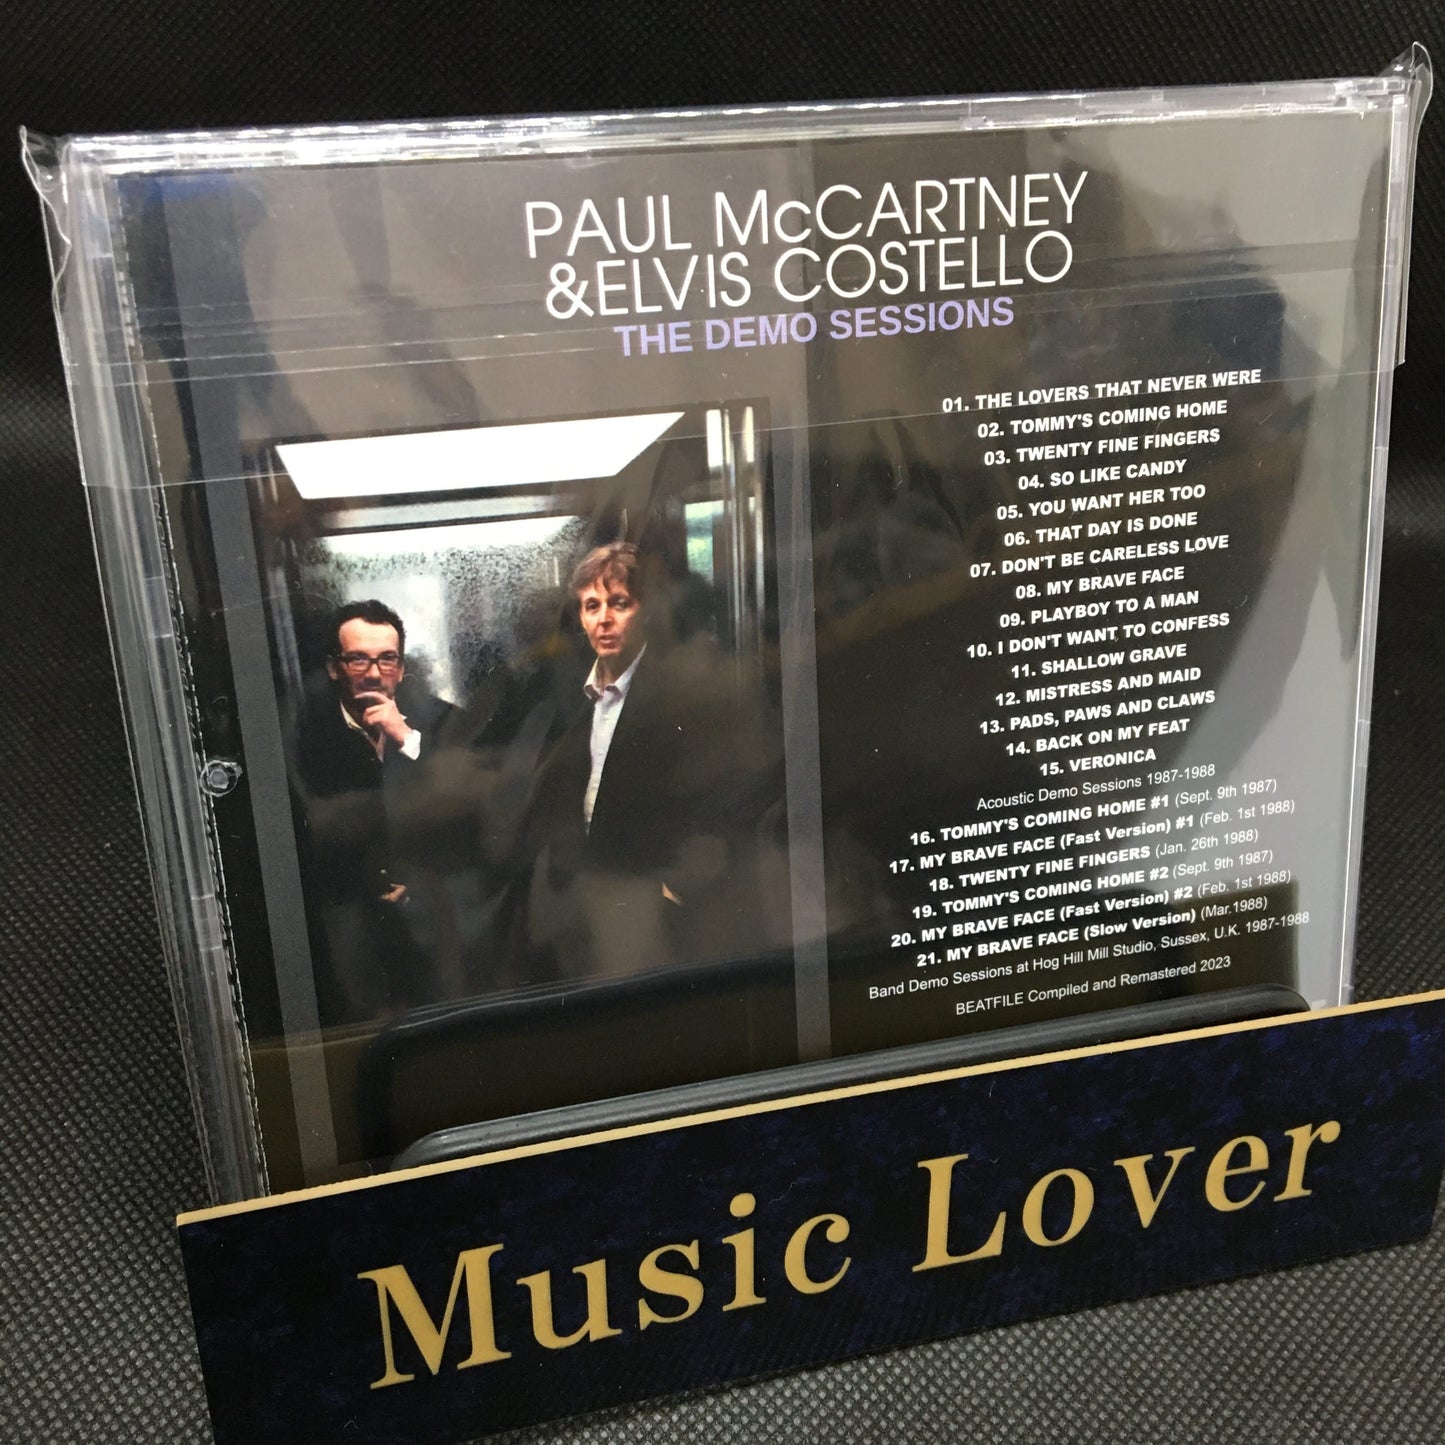 PAUL McCARTNEY
&ELVIS COSTELLO
THE DEMO SESSIONS
01. THE LOVERS THAT NEVER WERE
02. TOMMY'S COMING HOME
03. TWENTY FINE FINGERS
04. SO LIKE CANDY
05. YOU WANT HER TOO
06. THAT DAY IS DONE
07. DON'T BE CARELESS LOVE
08. MY BRAVE FACE
09. PLAYBOY TO A MAN
10. I DON'T WANT TO CONFESS
11. SHALLOW GRAVE
12. MISTRESS AND MAID
13. PADS, PAWS AND CLAWS
14. BACK ON MY FEAT
15. VERONICA
Acoustic Demo Sessions 1987-1988
16. TOMMY'S COMING HOME #1 (Sept. 9th 1987)
17. MY BRAVE FACE (Fast Version) #1 (Feb. 1st 1988)
18. TWENTY FINE FINGERS (Jan. 26th 1988)
19. TOMMY'S COMING HOME #2 (Sept. 9th 1987)
20. MY BRAVE FACE (Fast Version) #2 (Feb. 1st 1988)
21. MY BRAVE FACE (Slow Version) (Mar.1988)
Band Demo Sessions at Hog Hill Mill Studio, Sussex, U.K. 1987-1988
BEATFILE Compiled and Remastered 2023
Music Lover